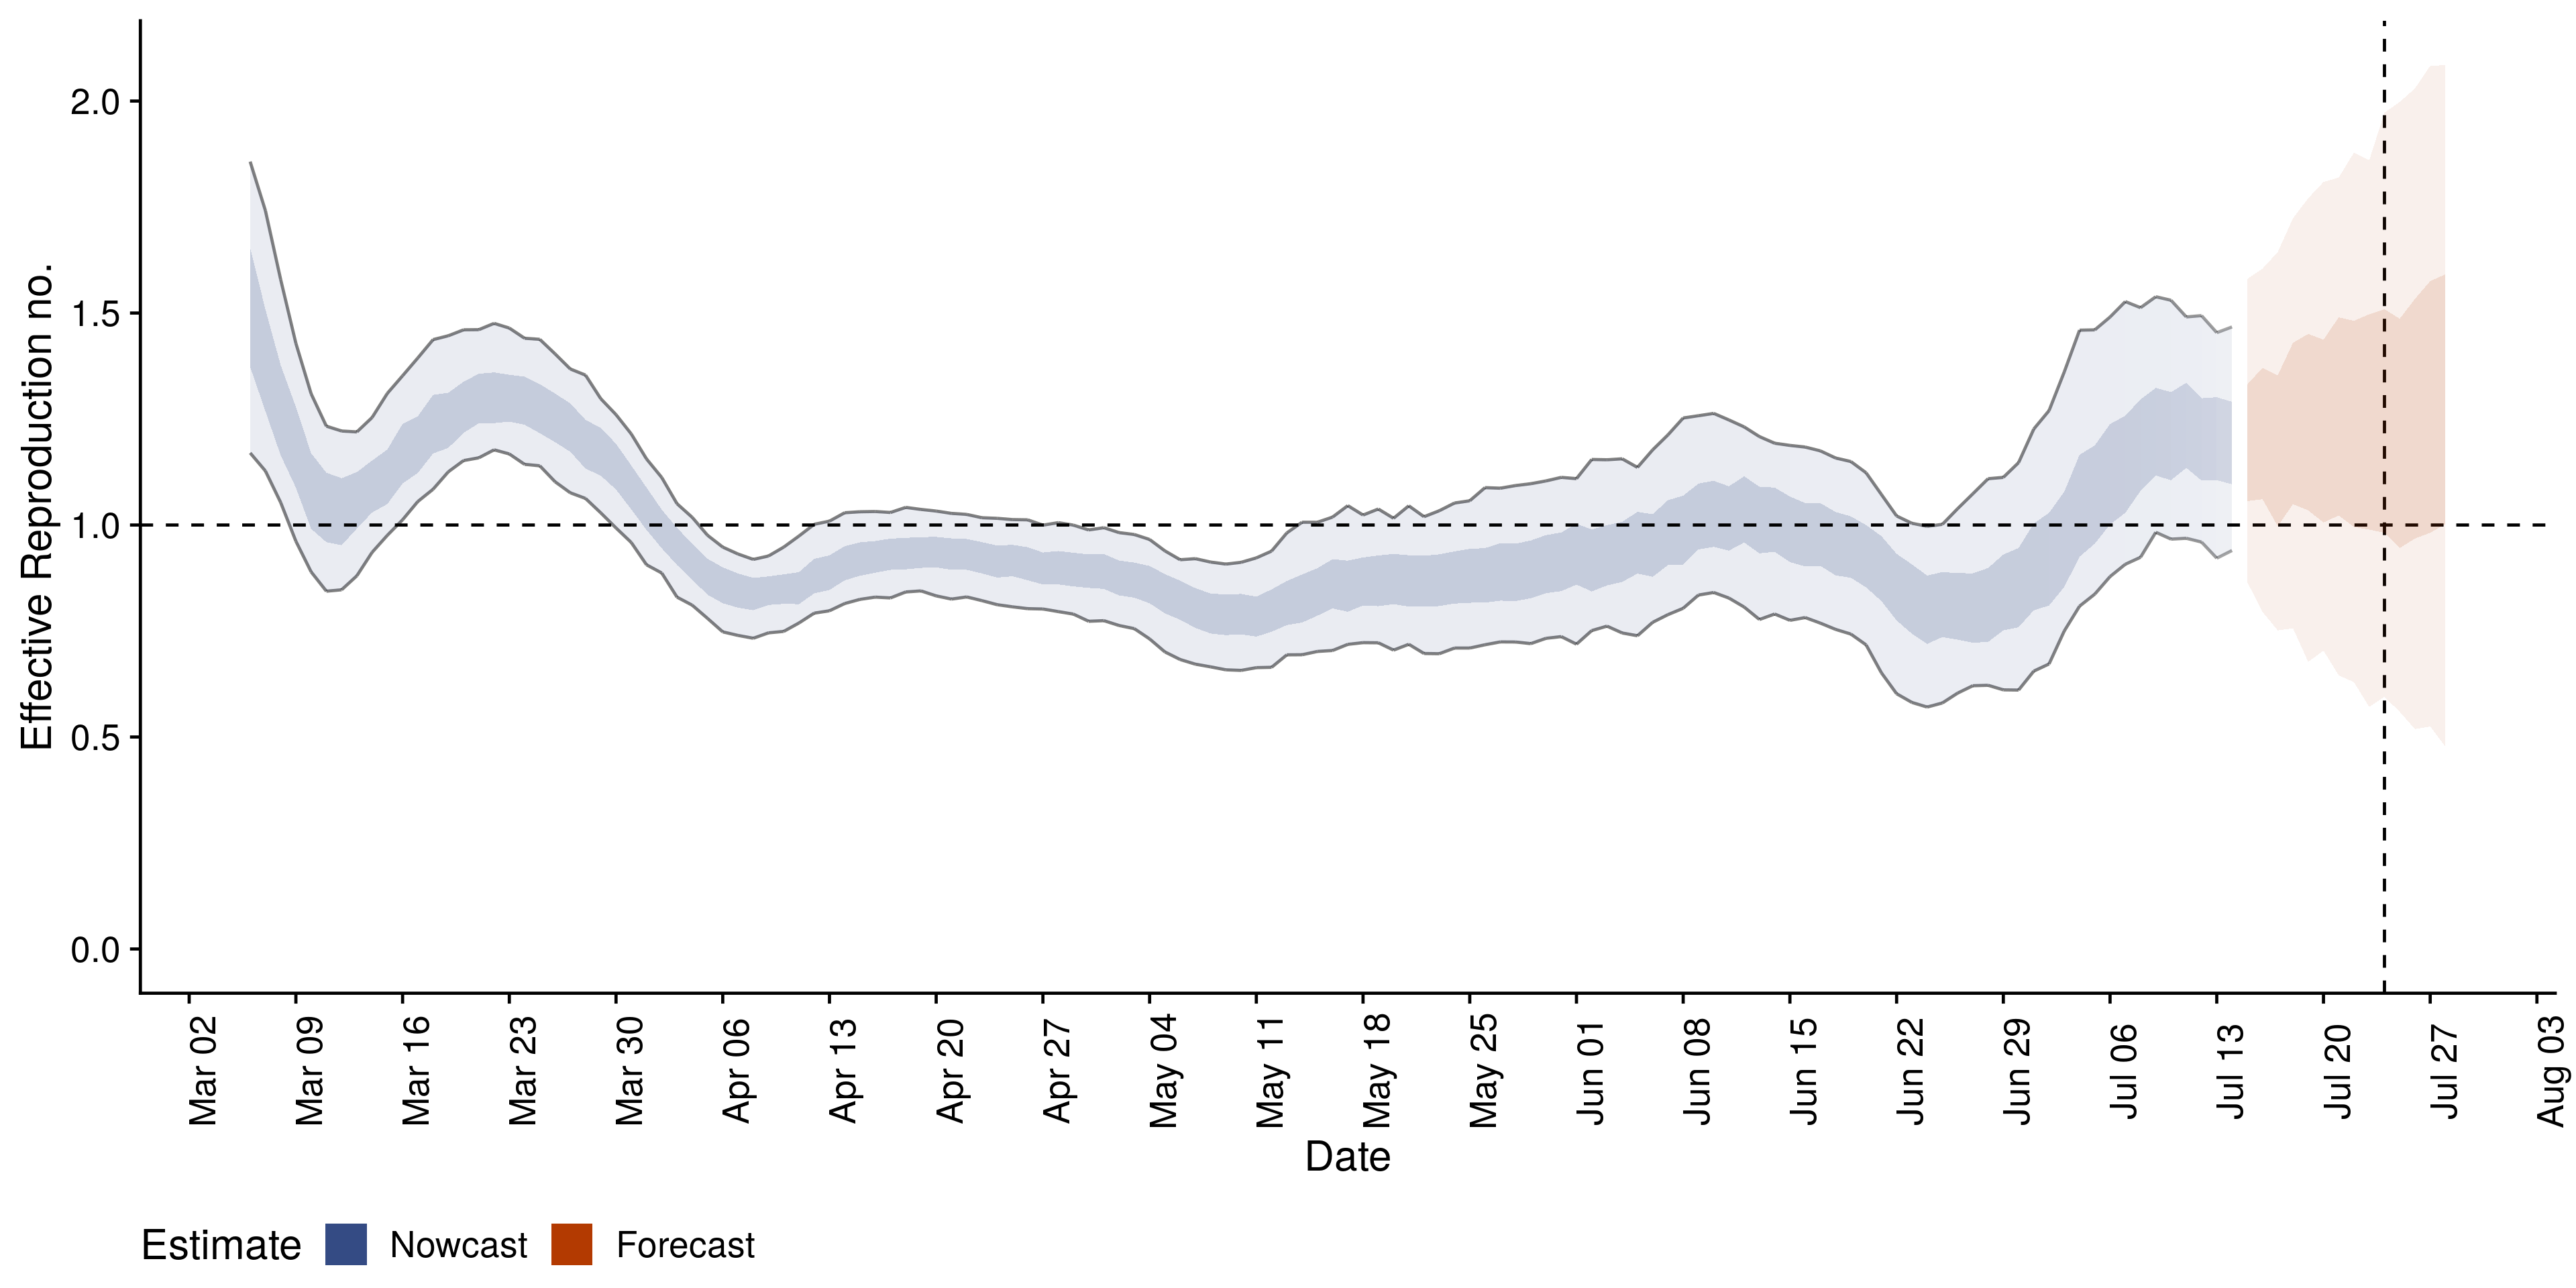 Effective Reproduction no.
2.0
1.5
1.0
0.5
0.0
Mar 02
Mar 09
Mar 16
Mar 23
Mar 30
Apr 06
Apr 13
Apr 20
Apr 27
May 04
May 11
May 18
May 25
Jun 01
Jun 08
Jun 15
Jun 22
Jun 29
Jul 06
Jul 13
Jul 20
Jul 27
Aug 03
Date
Estimate Nowcast Forecast